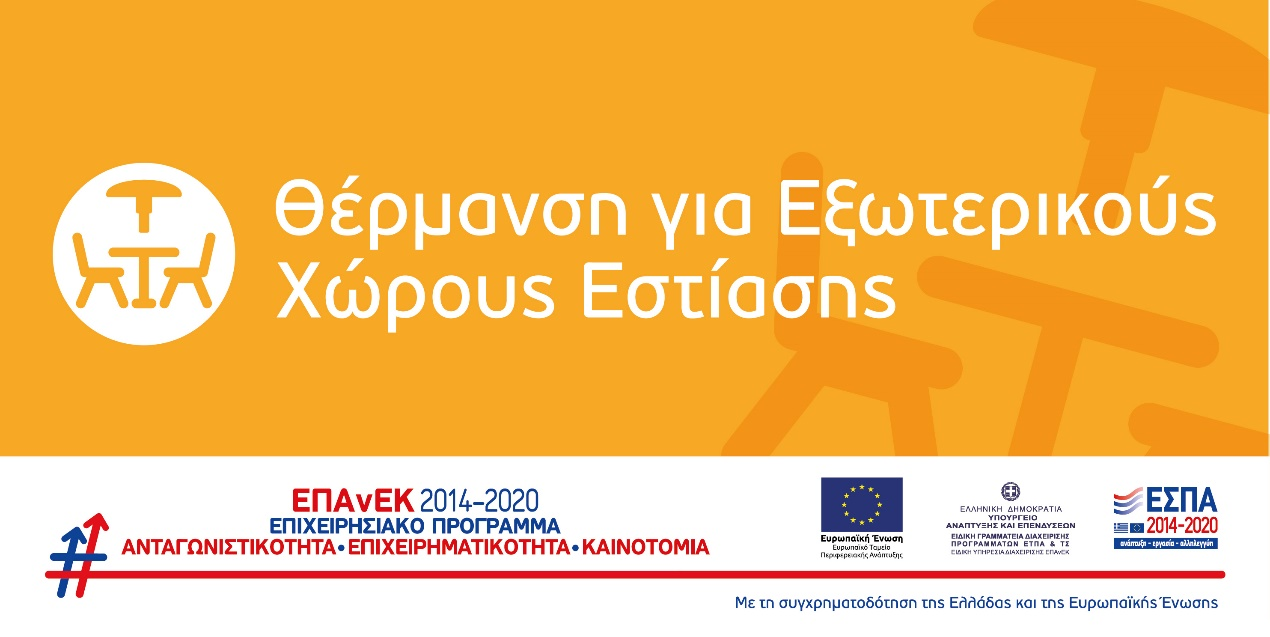 Θέρμανση για Εξωτερικούς
Χώρους Εστίασης
ΕΠΑνΕΚ 2014-2020
ΕΠΙΧΕΙΡΗΣΙΑΚΟ ΠΡΟΓΡΑΜΜΑ
ΑΝΤΑΓΩΝΙΣΤΙΚΟΤΗΤΑ•ΕΠΙΧΕΙΡΗΜΑΤΙΚΟΤΗΤΑ•ΚΑΙΝΟΤΟΜΙΑ
Ευρωπαϊκή Ένωση
Ευρωπαϊκό Ταμείο
Περιφερειακής Ανάπτυξης
ΕΛΛΗΝΙΚΗ ΔΗΜΟΚΡΑΤΙΑ
ΥΠΟΥΡΓΕΙΟ
ΑΝΑΠΤΥΞΗΣ ΚΑΙ ΕΠΕΝΔΥΣΕΩΝ
ΕΙΔΙΚΗ ΓΡΑΜΜΑΤΕΙΑ ΔΙΑΧΕΙΡΙΣΗΣ
ΠΡΟΓΡΑΜΜΑΤΩΝ ΕΤΠΑ & ΤΣ
ΕΙΔΙΚΗ ΥΠΗΡΕΣΙΑ ΔΙΑΧΕΙΡΙΣΗΣ ΕΠΑνΕΚ
ΕΣΠΑ
2014-2020
ανάπτυξη - εργασία - αλληλεγγύη
Με τη συγχρηματοδότηση της Ελλάδας και της Ευρωπαϊκής Ένωσης